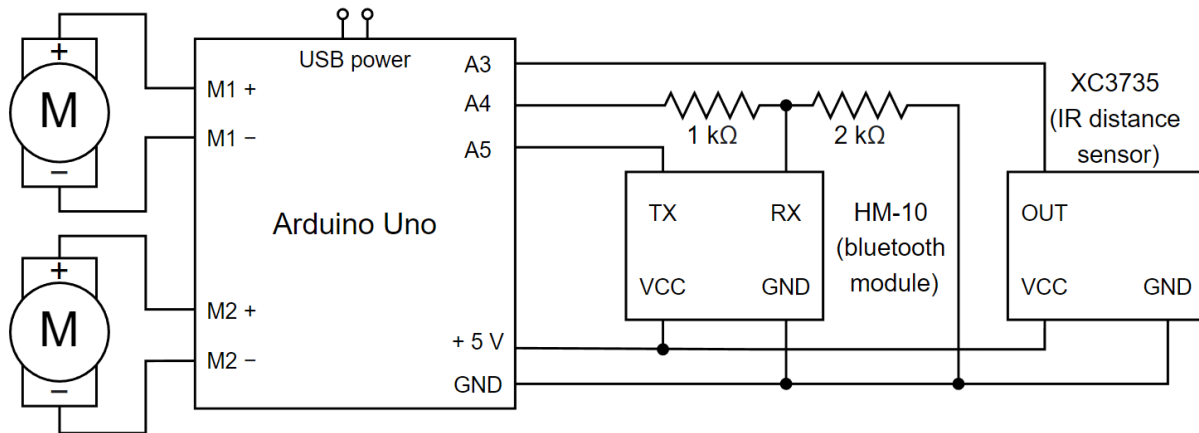 USB power
M
+
−
M1 +
M1 −
M
+
−
M2 +
M2 −
Arduino Uno
A3
A4
A5
+ 5 V
GND
1 kΩ
2 kΩ
TX
RX
VCC
GND
HM-10
(bluetooth
module)
XC3735
(IR distance
sensor)
OUT
VCC
GND